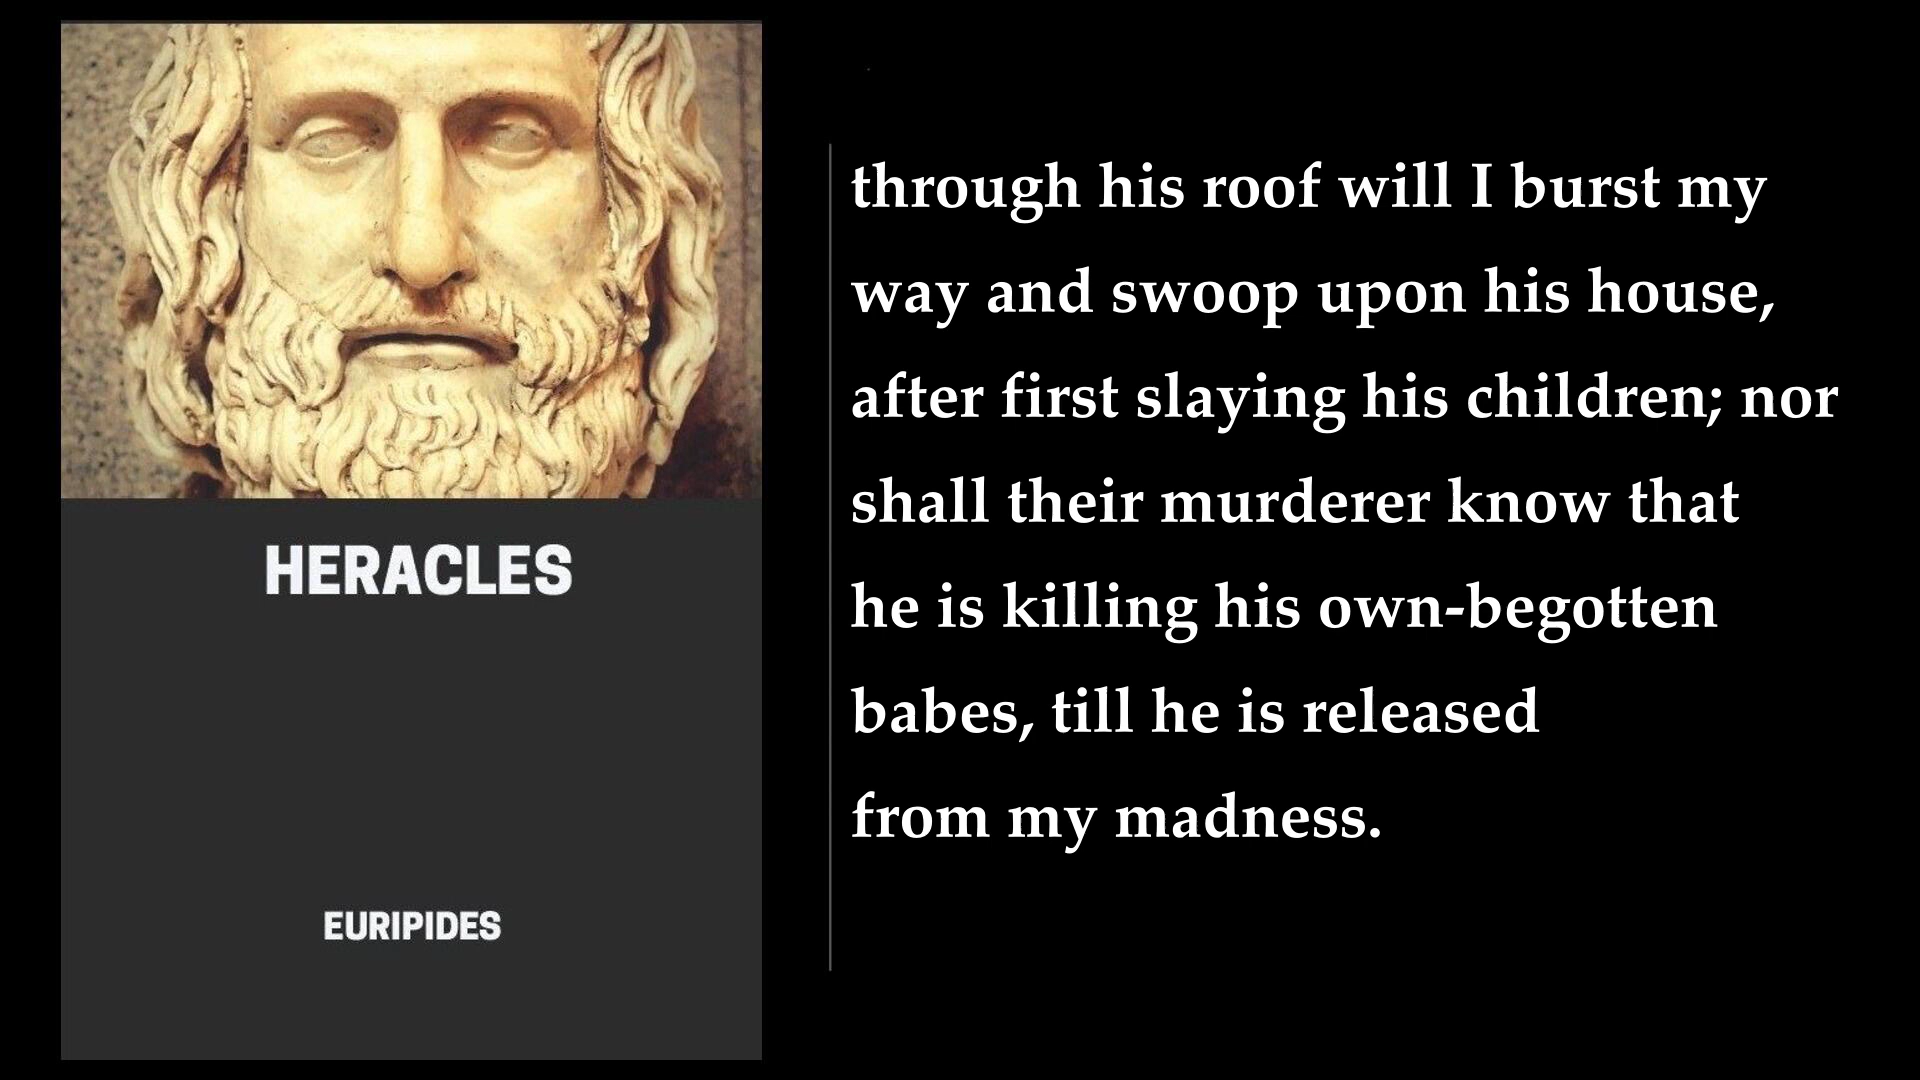 HERACLES
EURIPIDES
through his roof will I burst my
way and swoop upon his house,
after first slaying his children; nor
shall their murderer know that
he is killing his own-begotten
babes, till he is released
from my madness.